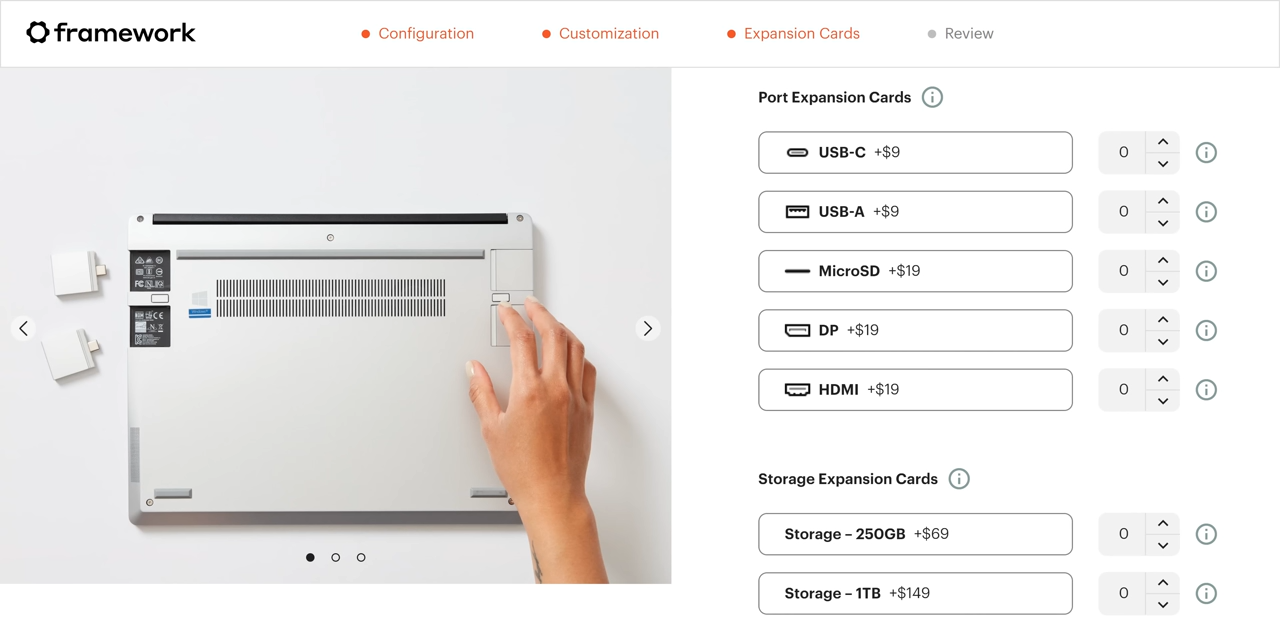 framework
Configuration
Customization
Expansion Cards
Review
Port Expansion Cards
USB-C +$9
0
USB-A +$9
0
MicroSD +$19
0
DP +$19
0
HDMI +$19
0
Storage Expansion Cards
Storage – 250GB +$69
0
Storage – 1TB +$149
0